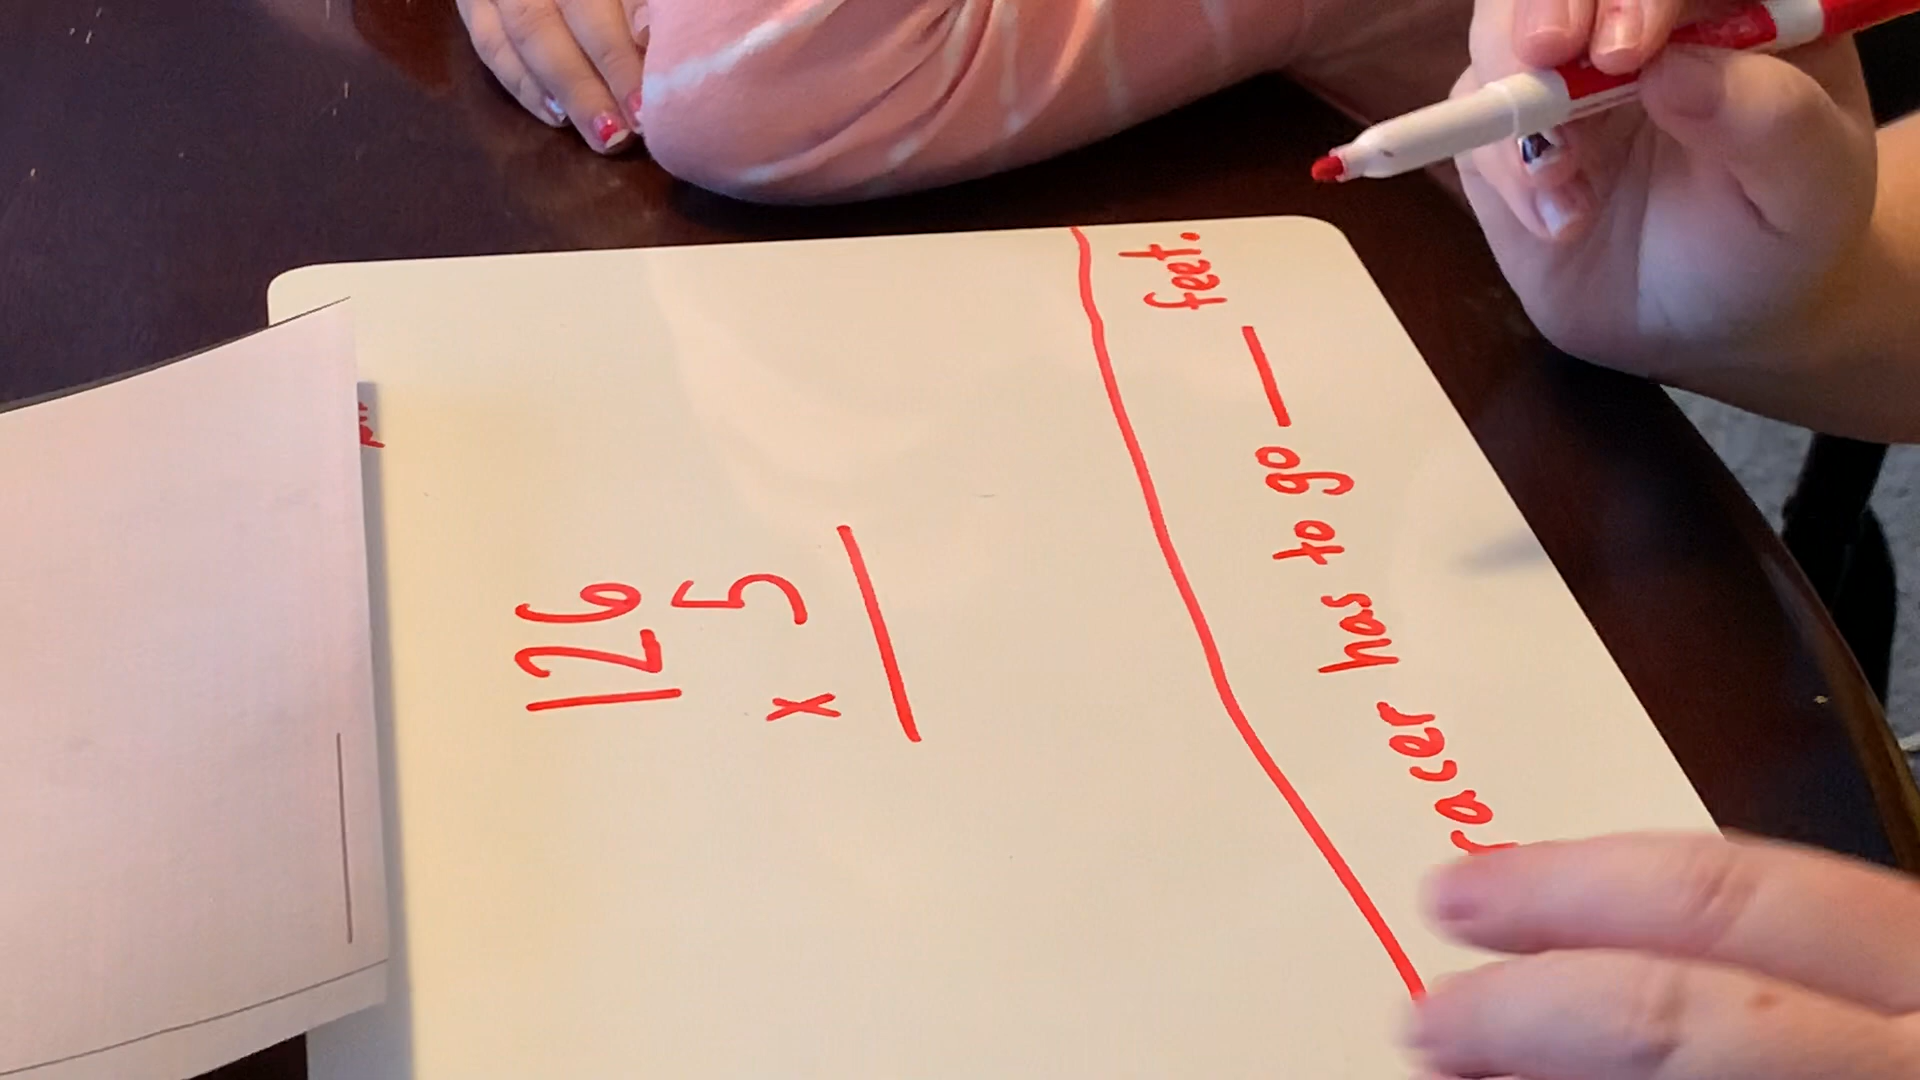 126
x 5
racer has to go — feet.